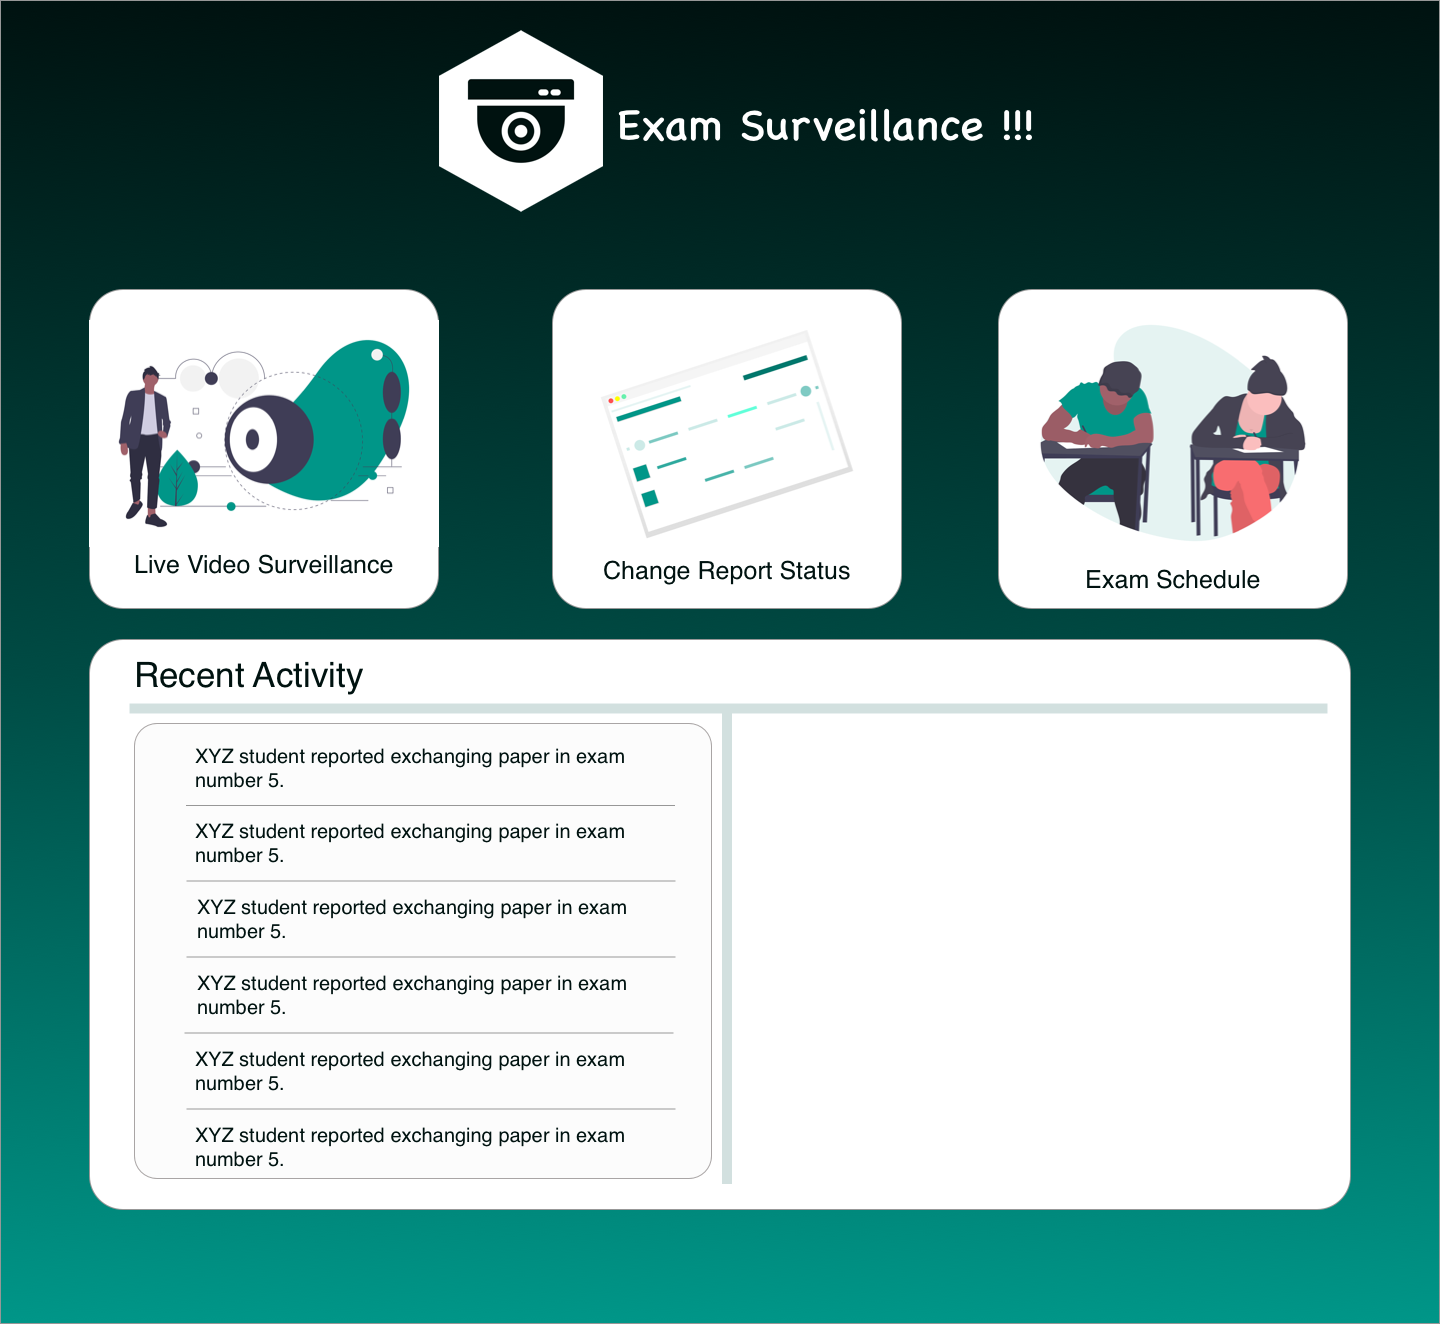 Exam Surveillance !!!
Live Video Surveillance
Change Report Status
Exam Schedule
Recent Activity
XYZ student reported exchanging paper in exam
number 5.
XYZ student reported exchanging paper in exam
number 5.
XYZ student reported exchanging paper in exam
number 5.
XYZ student reported exchanging paper in exam
number 5.
XYZ student reported exchanging paper in exam
number 5.
XYZ student reported exchanging paper in exam
number 5.